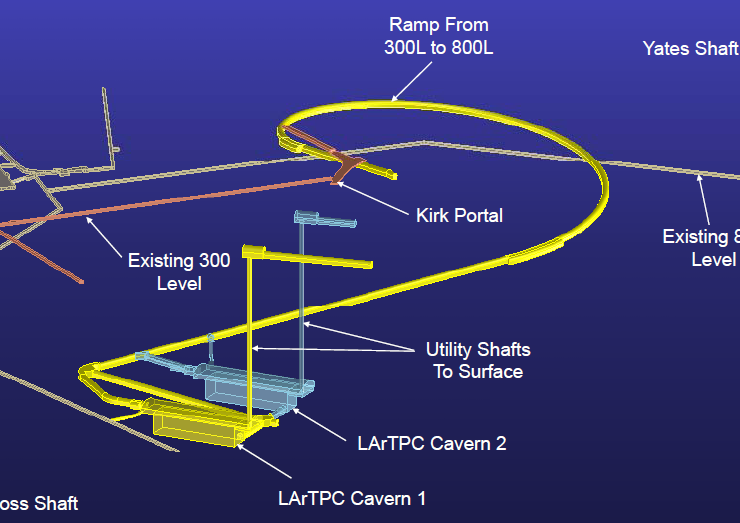 Ramp From
300L to 800L
Yates Shaft
Kirk Portal
Existing 300
Level
Existing 8
Level
Utility Shafts
To Surface
LArTPC Cavern 2
LArTPC Cavern 1
oss Shaft